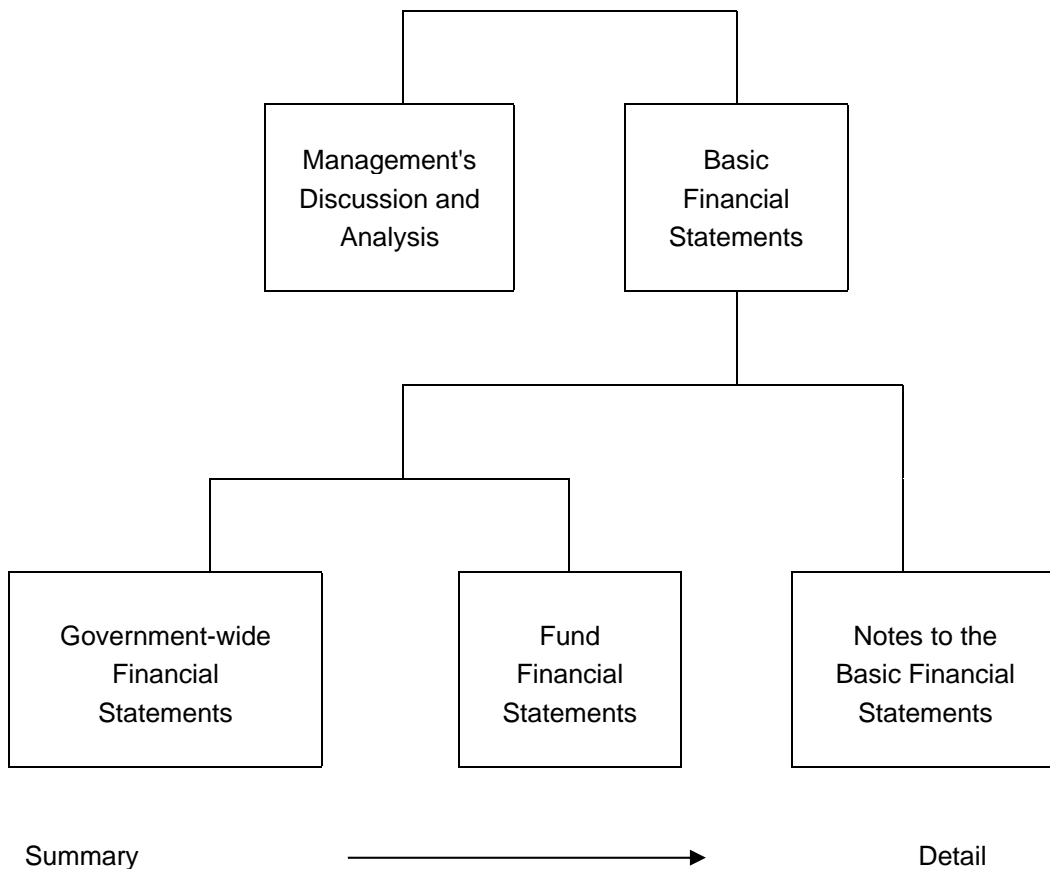 Management's
Discussion and
Analysis
Basic
Financial
Statements
Government-wide
Financial
Statements
Fund
Financial
Statements
Notes to the
Basic Financial
Statements
Summary
Detail